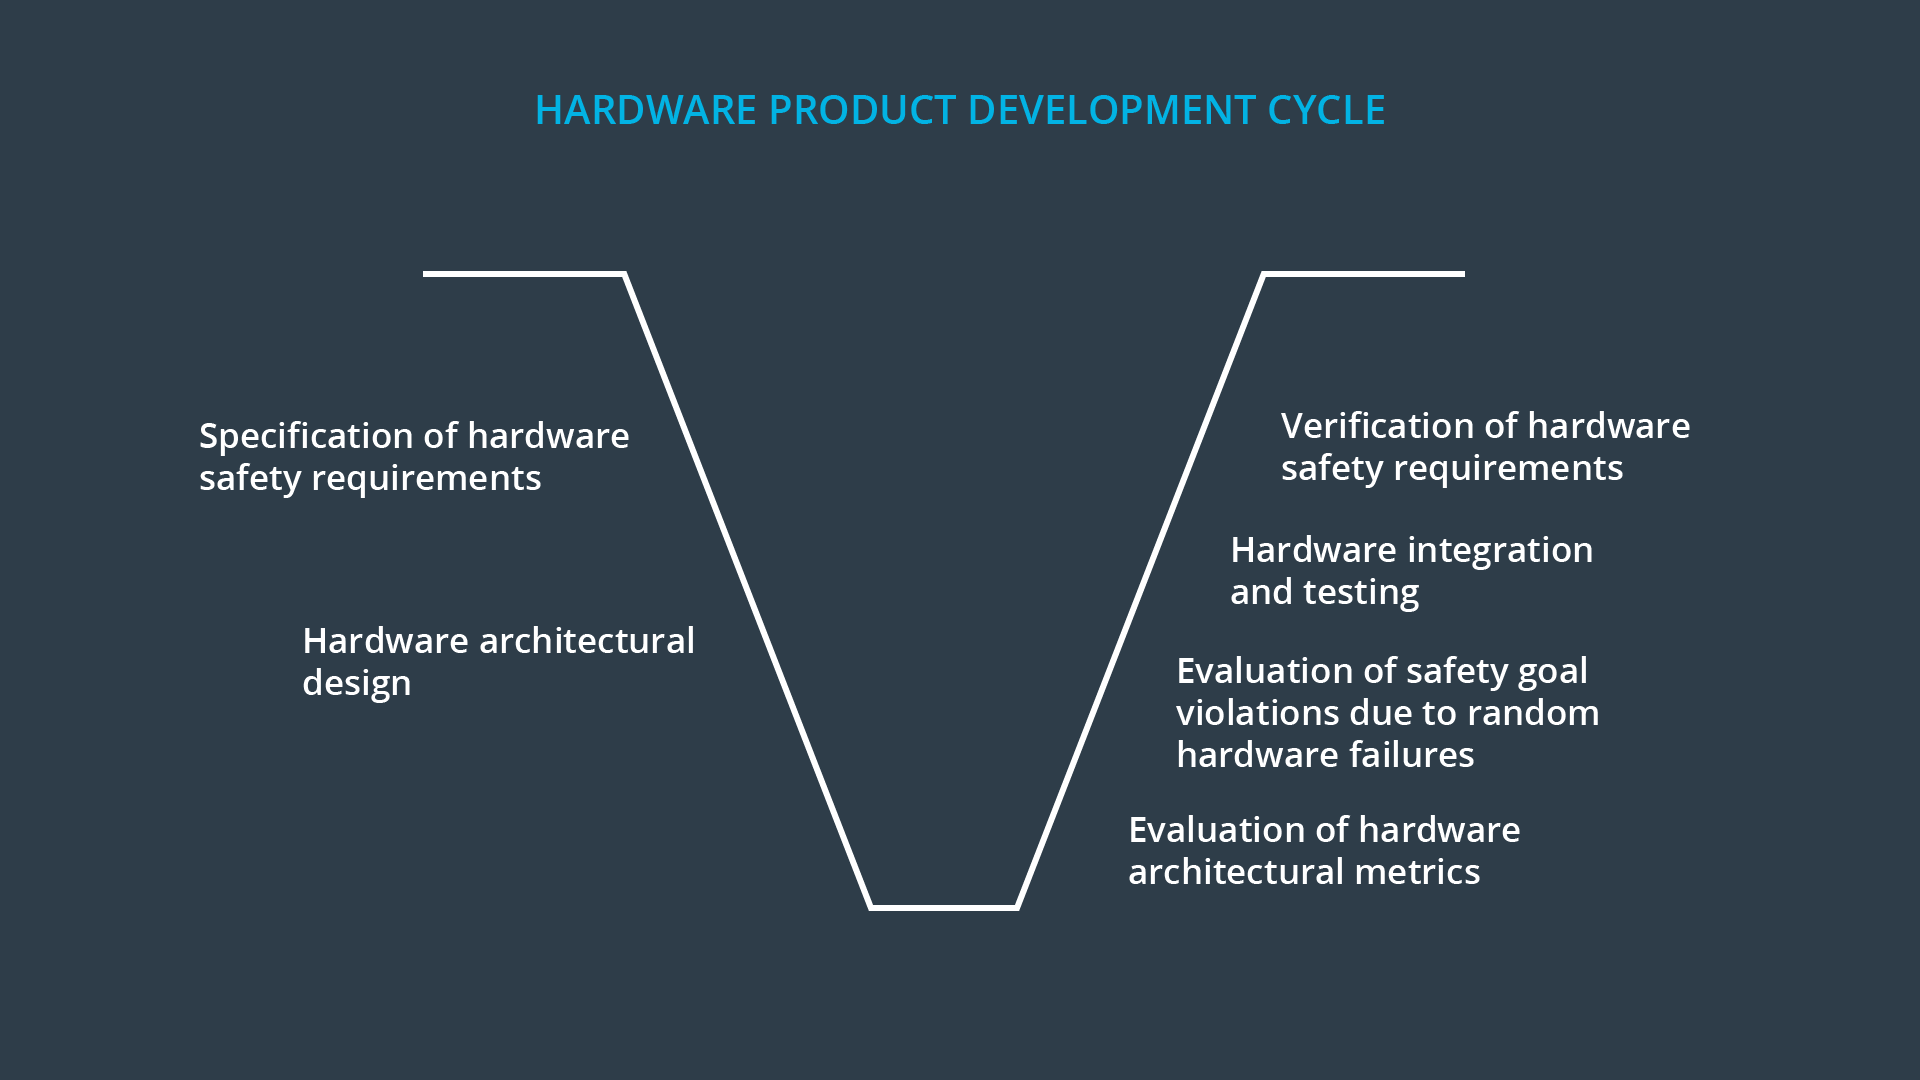 HARDWARE PRODUCT DEVELOPMENT CYCLE
Specification of hardware
safety requirements
Hardware architectural
design
Verification of hardware
safety requirements
Hardware integration
and testing
Evaluation of safety goal
violations due to random
hardware failures
Evaluation of hardware
architectural metrics